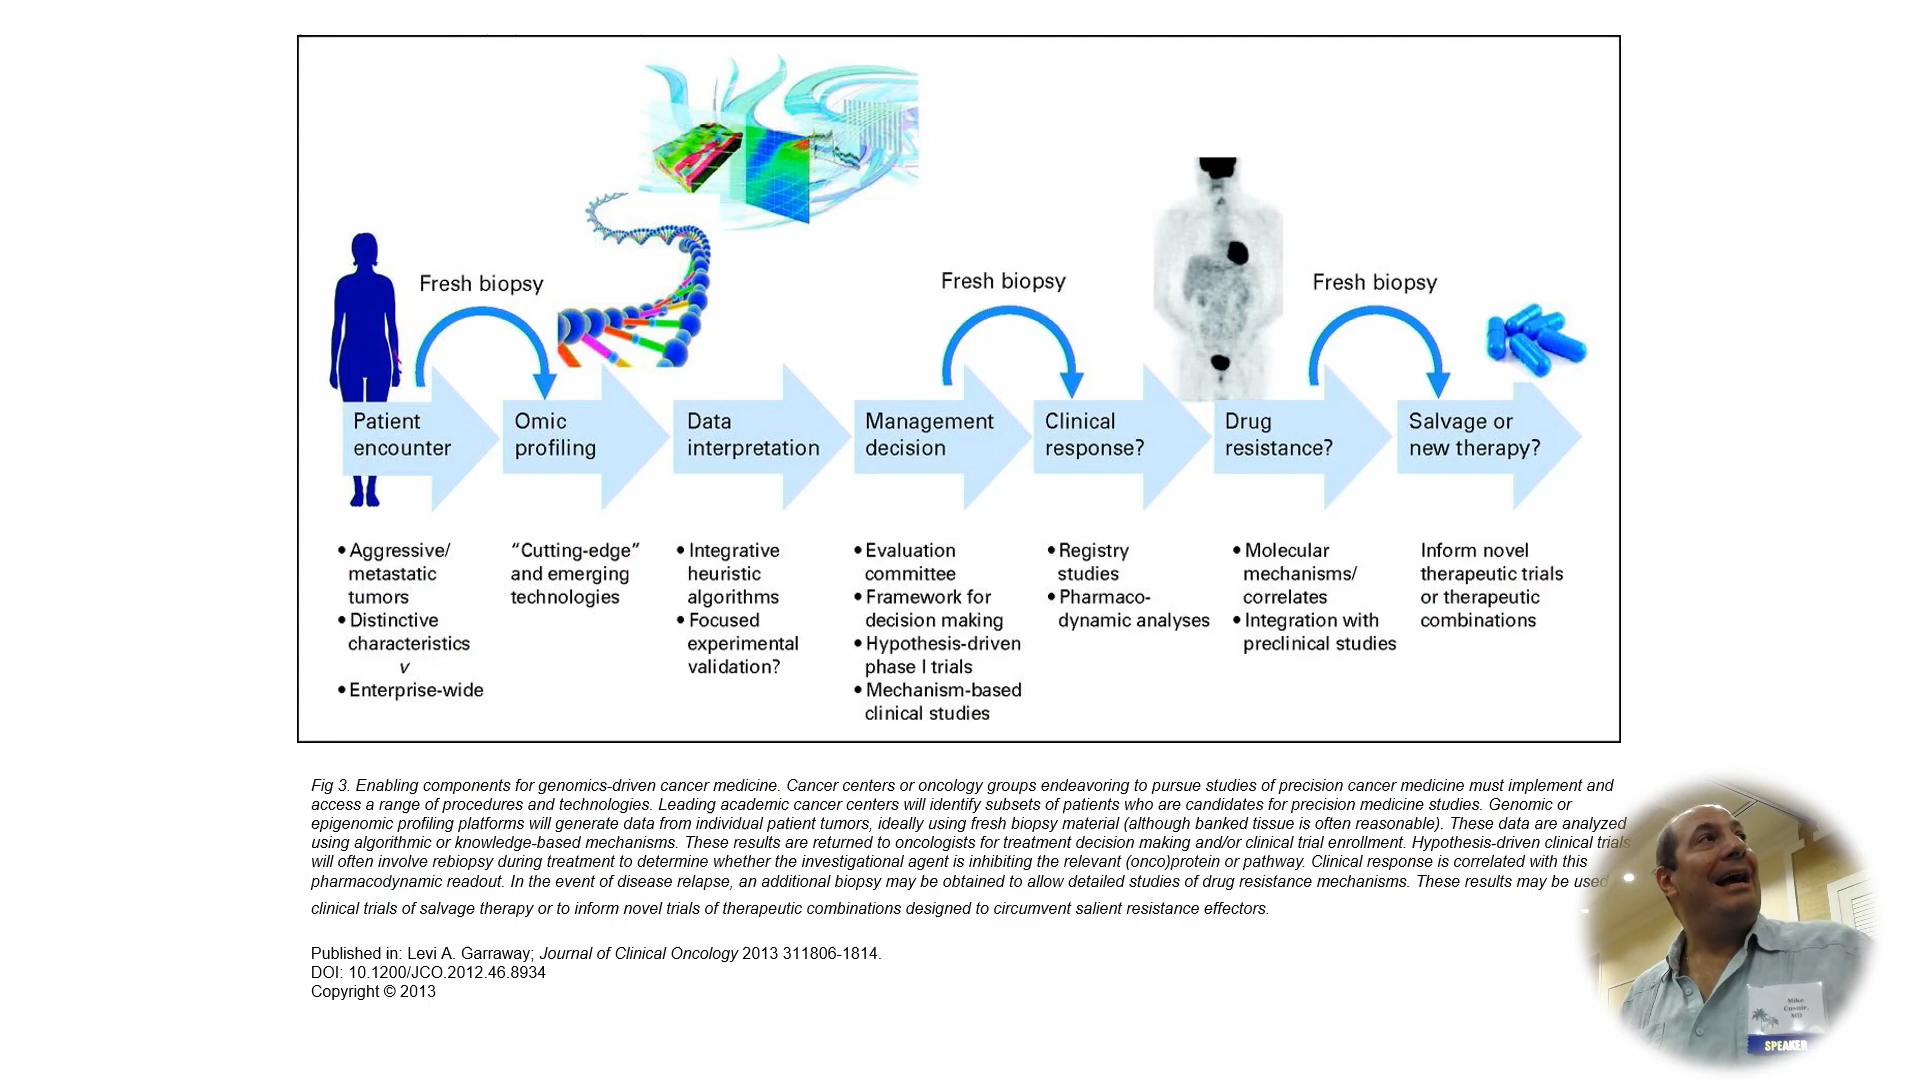 Fresh biopsy
Fresh biopsy
Fresh biopsy
Patient
encounter
Omic
profiling
Data
interpretation
Management
decision
Clinical
response?
Drug
resistance?
Salvage or
new therapy?
• Aggressive/
metastatic
tumors
• Distinctive
characteristics
v
• Enterprise-wide
“Cutting-edge”
and emerging
technologies
• Integrative
heuristic
algorithms
• Focused
experimental
validation?
• Evaluation
committee
• Framework for
decision making
• Hypothesis-driven
phase I trials
• Mechanism-based
clinical studies
• Registry
studies
• Pharmaco-
dynamic analyses
• Molecular
mechanisms/
correlates
• Integration with
preclinical studies
Inform novel
therapeutic trials
or therapeutic
combinations
Fig 3. Enabling components for genomics-driven cancer medicine. Cancer centers or oncology groups endeavoring to pursue studies of precision cancer medicine must implement and
access a range of procedures and technologies. Leading academic cancer centers will identify subsets of patients who are candidates for precision medicine studies. Genomic or
epigenomic profiling platforms will generate data from individual patient tumors, ideally using fresh biopsy material (although banked tissue is often reasonable). These data are analyzed
using algorithmic or knowledge-based mechanisms. These results are returned to oncologists for treatment decision making and/or clinical trial enrollment. Hypothesis-driven clinical trials
will often involve rebiopsy during treatment to determine whether the investigational agent is inhibiting the relevant (onco)protein or pathway. Clinical response is correlated with this
pharmacodynamic readout. In the event of disease relapse, an additional biopsy may be obtained to allow detailed studies of drug resistance mechanisms. These results may be used
clinical trials of salvage therapy or to inform novel trials of therapeutic combinations designed to circumvent salient resistance effectors.
Published in: Levi A. Garraway; Journal of Clinical Oncology 2013 311806-1814.
DOI: 10.1200/JCO.2012.46.8934
Copyright © 2013
Mike
Cusnir,
MD
SPEAKER